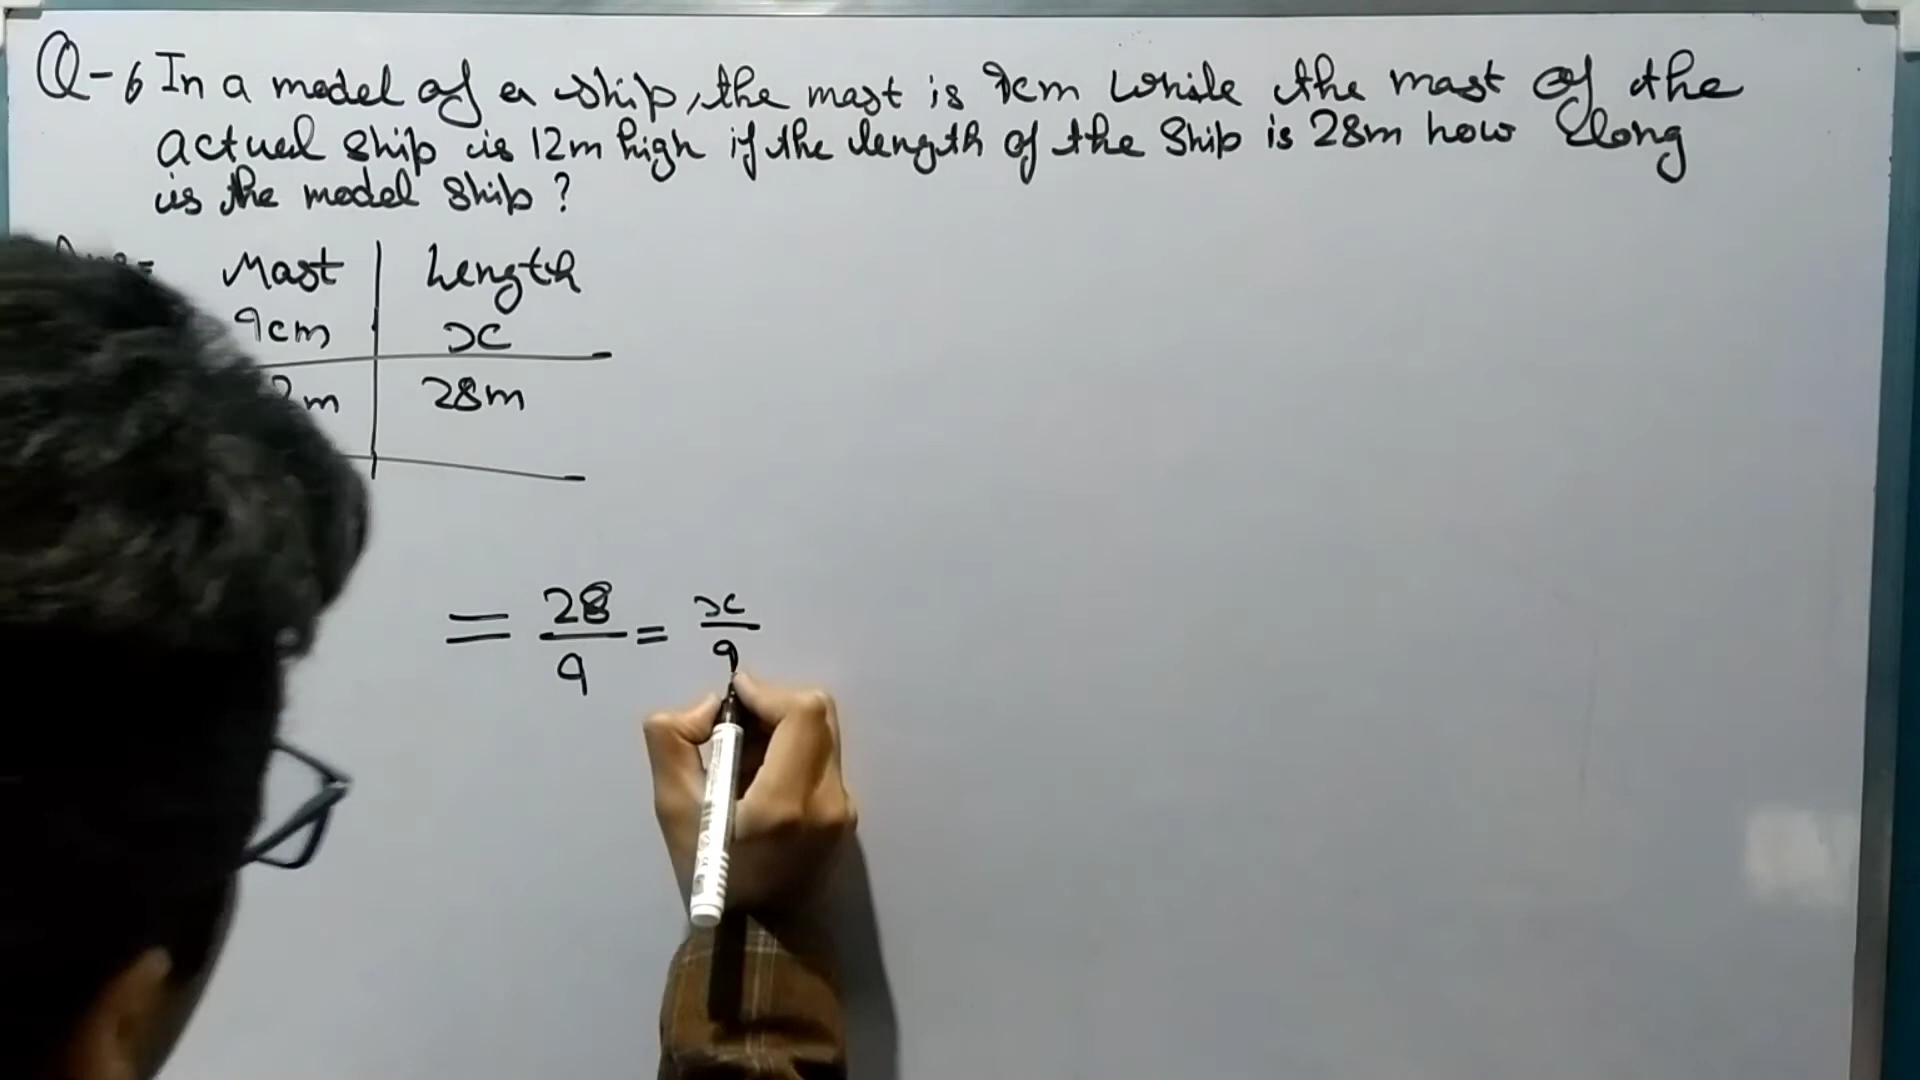 Q-6 In a model of a ship, the mast is 9cm while the mast of the
actual ship is 12m high if the length of the ship is 28m how long
is the model ship?
Mast Length
9cm x
m 28m
= 28/9 = x/9